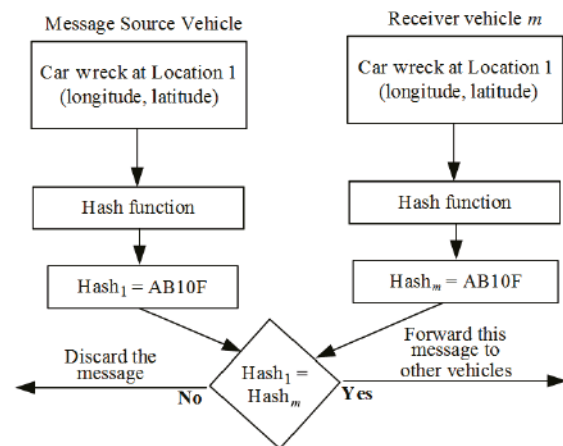 Message Source Vehicle
Car wreck at Location 1
(longitude, latitude)
Hash function
Hash₁ = AB10F
Receiver vehicle m
Car wreck at Location 1
(longitude, latitude)
Hash function
Hashₘ = AB10F
Hash₁ =
Hashₘ
Discard the
message
No
Forward this
message to
other vehicles
Yes